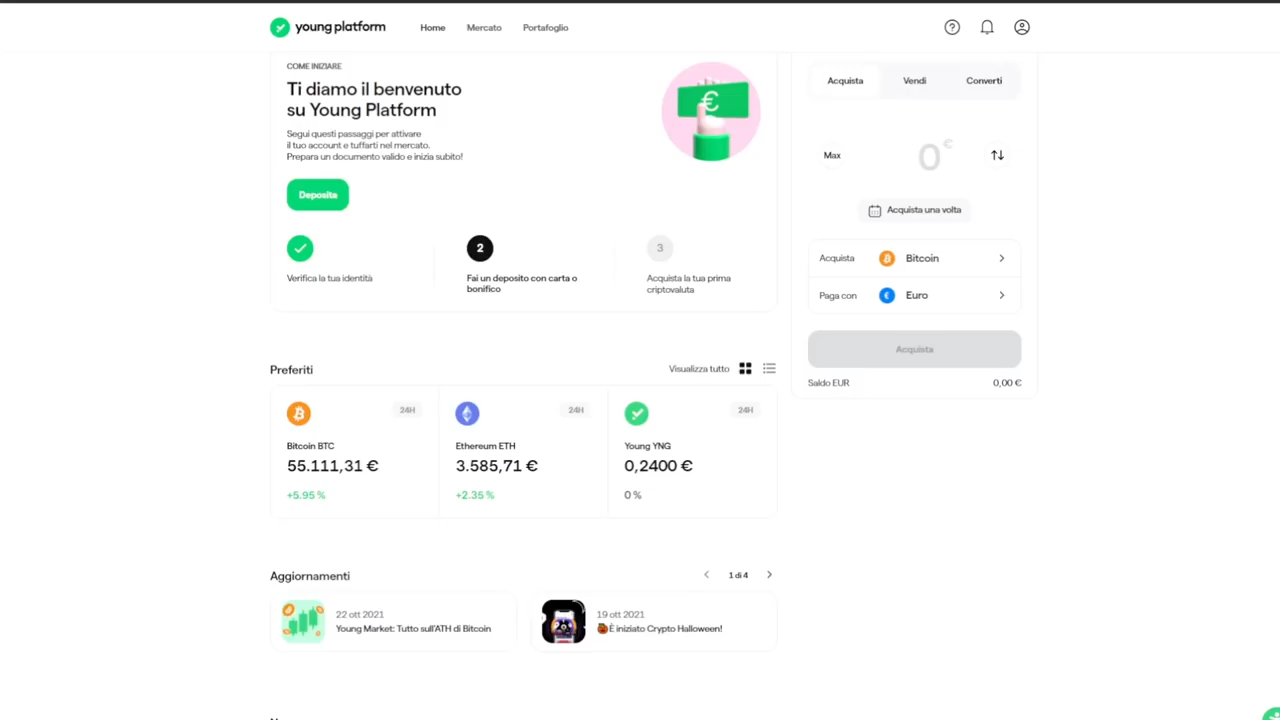 young platform
Home
Mercato
Portafoglio
COME INIZIARE
Ti diamo il benvenuto
su Young Platform
Segui questi passaggi per attivare
il tuo account e tuffarti nel mercato.
Prepara un documento valido e inizia subito!
Deposita
2
3
Verifica la tua identità
Fai un deposito con carta o
bonifico
Acquista la tua prima
criptovaluta
Acquista
Vendi
Converti
Max
0 €
Acquista una volta
Acquista
Bitcoin
Paga con
Euro
Acquista
Saldo EUR
0,00 €
Preferiti
Visualizza tutto
24H
Bitcoin BTC
55.111,31 €
+5.95 %
24H
Ethereum ETH
3.585,71 €
+2.35 %
24H
Young YNG
0,2400 €
0 %
Aggiornamenti
1 di 4
22 ott 2021
Young Market: Tutto sull'ATH di Bitcoin
19 ott 2021
🎃È iniziato Crypto Halloween!